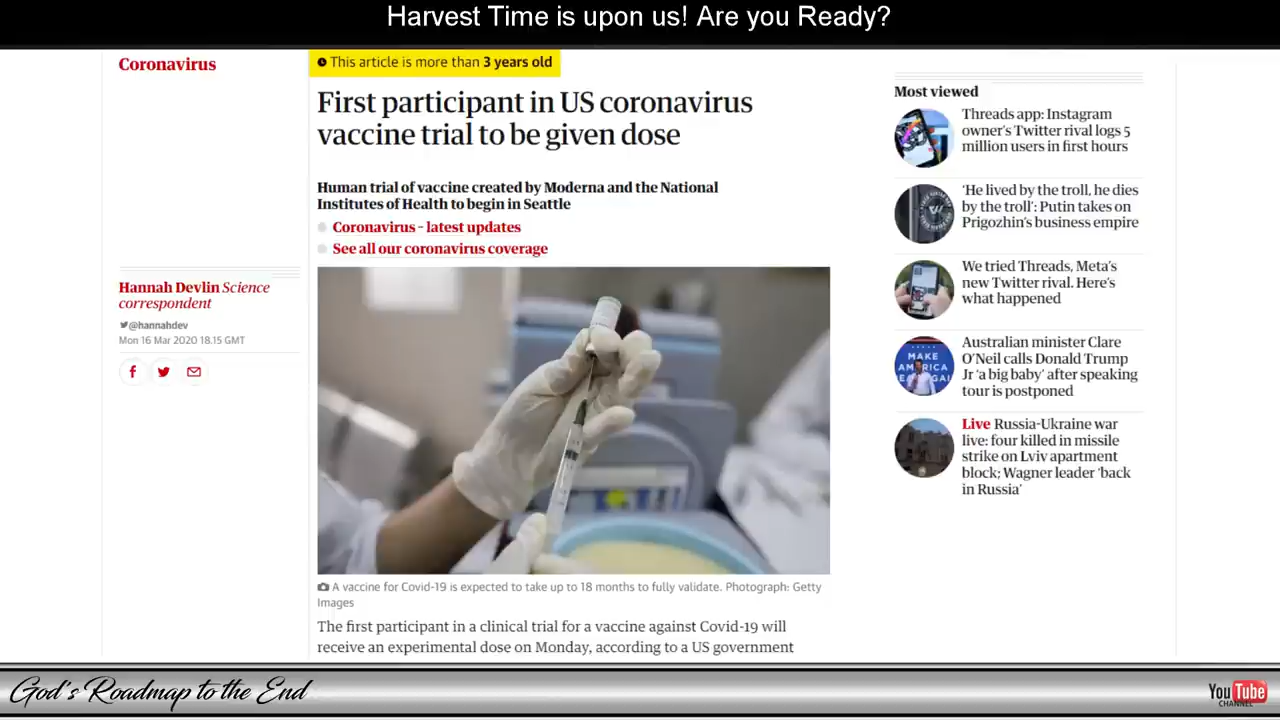 Harvest Time is upon us! Are you Ready?
Coronavirus
This article is more than 3 years old
First participant in US coronavirus
vaccine trial to be given dose
Human trial of vaccine created by Moderna and the National
Institutes of Health to begin in Seattle
Coronavirus – latest updates
See all our coronavirus coverage
Hannah Devlin Science
correspondent
@hannahdev
Mon 16 Mar 2020 18.15 GMT
A vaccine for Covid-19 is expected to take up to 18 months to fully validate. Photograph: Getty
Images
The first participant in a clinical trial for a vaccine against Covid-19 will
receive an experimental dose on Monday, according to a US government
Most viewed
Threads app: Instagram
owner's Twitter rival logs 5
million users in first hours
'He lived by the troll, he dies
by the troll': Putin takes on
Prigozhin's business empire
We tried Threads, Meta's
new Twitter rival. Here's
what happened
MAKE
Australian minister Clare
O'Neil calls Donald Trump
Jr 'a big baby' after speaking
tour is postponed
Live Russia-Ukraine war
live: four killed in missile
strike on Lviv apartment
block; Wagner leader 'back
in Russia'
God's Roadmap to the End
YouTube
CHANNEL